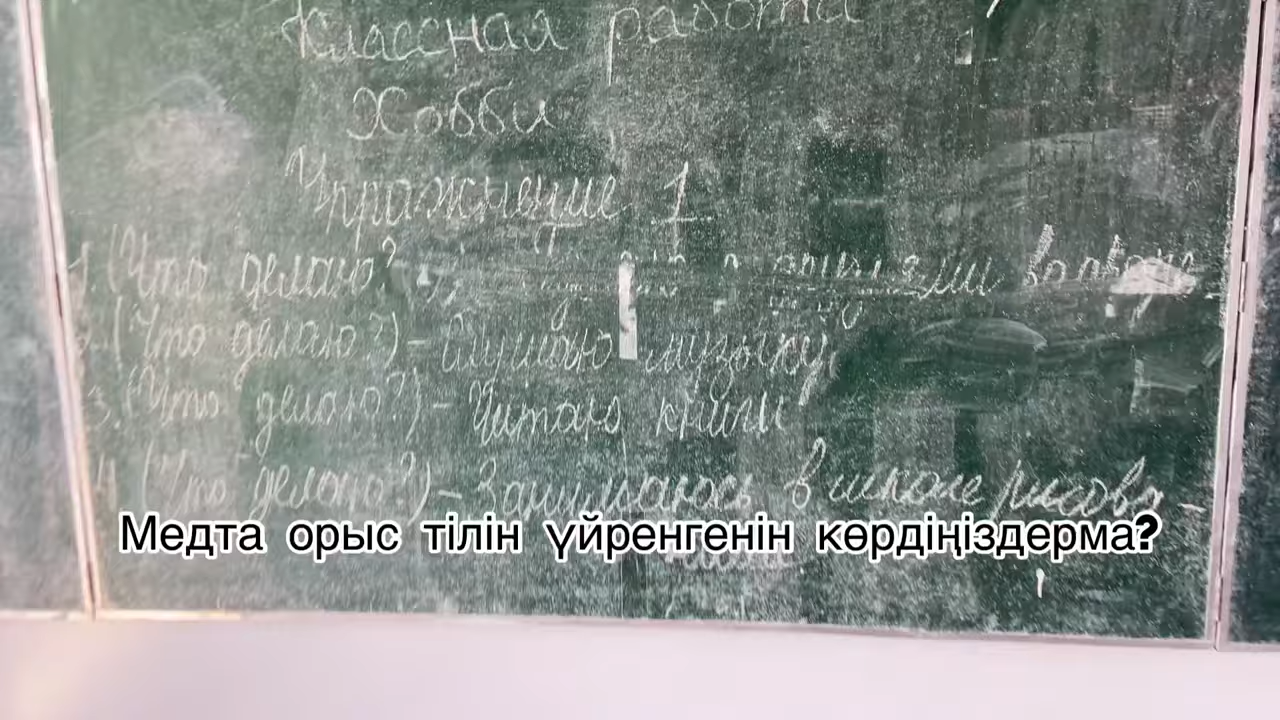 Классная работа
Хобби
Упражнение 1
1. (Что делаю?
2. (Что делаю?) - Слушаю музыку,
3. (Что делаю?) - Читаю книги
4 (Что делаю?) - Занимаюсь в школе рисова -
Медта орыс тілін үйренгенін көрдіңіздерма?